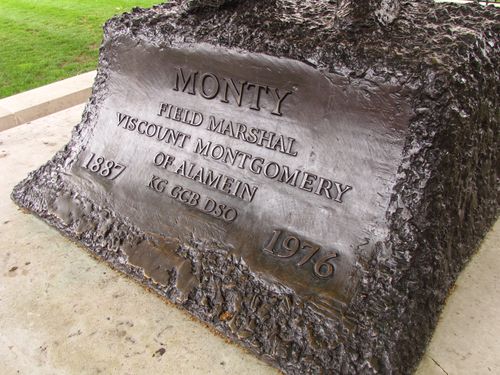 MONTY
FIELD MARSHAL
VISCOUNT MONTGOMERY
OF ALAMEIN
KG GCB DSO
1887
1976